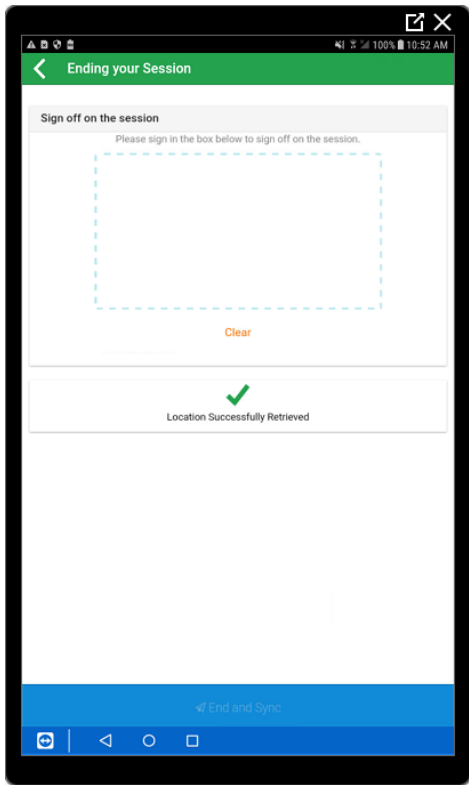 100% 10:52 AM
Ending your Session
Sign off on the session
Please sign in the box below to sign off on the session.
Clear
Location Successfully Retrieved
End and Sync